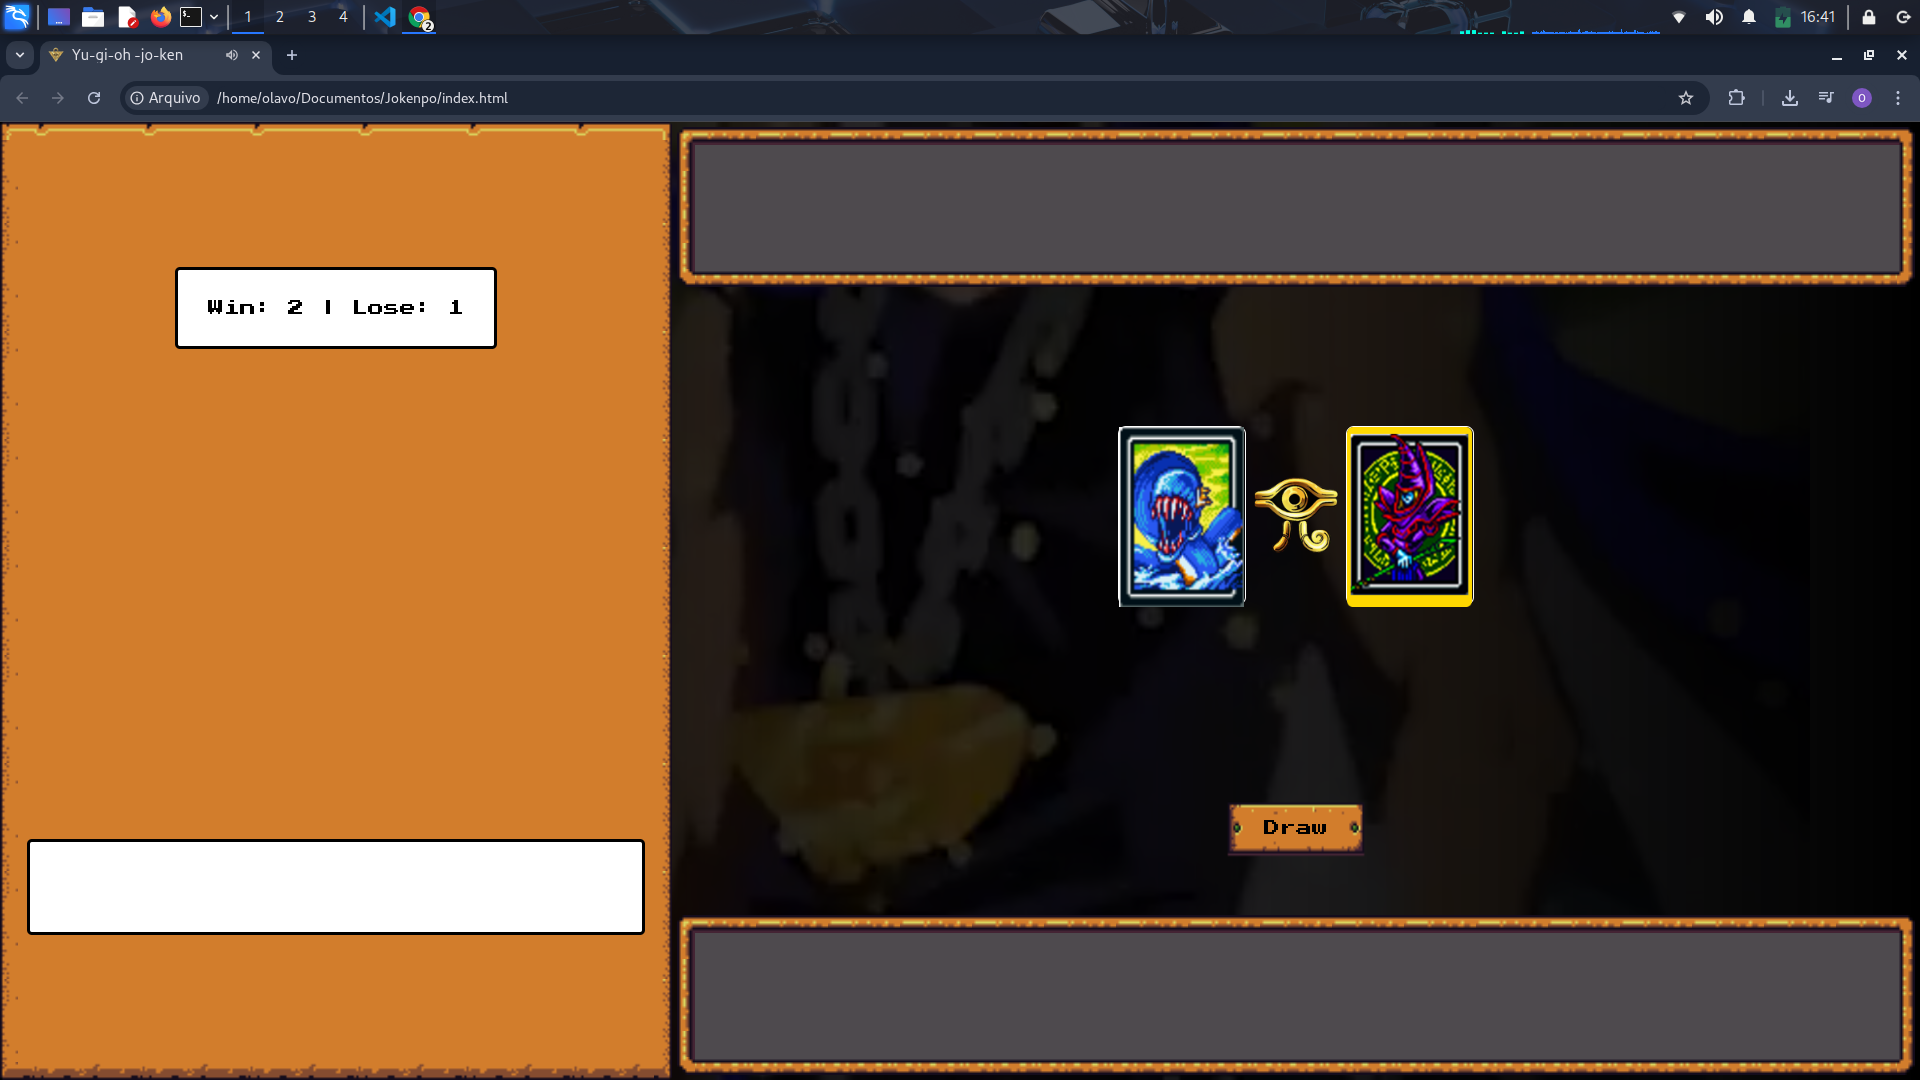 1 2 3 4 2 16:41
Yu-gi-oh -jo-ken
Arquivo /home/olavo/Documentos/Jokenpo/index.html O
Win: 2 | Lose: 1
Draw